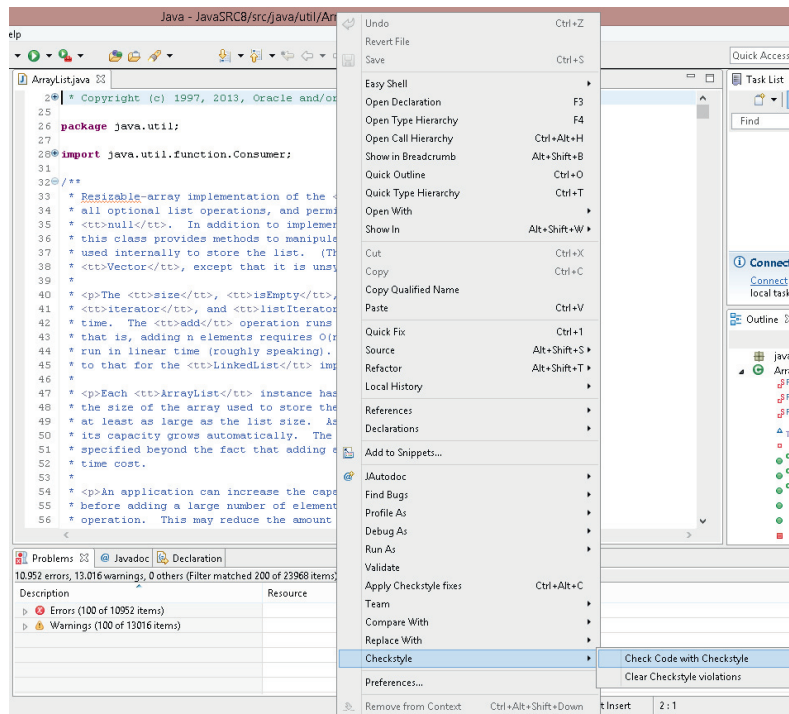 Java - JavaSRC8/src/java/util/Arr
elp
Quick Access
ArrayList.java
Task List
Find
2 * Copyright (c) 1997, 2013, Oracle and/or
25
26 package java.util;
27
28 import java.util.function.Consumer;
31
32 /**
33 * Resizable-array implementation of the <
34 * all optional list operations, and permi
35 * <tt>null</tt>. In addition to implemen
36 * this class provides methods to manipula
37 * used internally to store the list. (Th
38 * <tt>Vector</tt>, except that it is unsy
39 *
40 * <p>The <tt>size</tt>, <tt>isEmpty</tt>,
41 * <tt>iterator</tt>, and <tt>listIterator
42 * time. The <tt>add</tt> operation runs
43 * that is, adding n elements requires O(n
44 * run in linear time (roughly speaking).
45 * to that for the <tt>LinkedList</tt> imp
46 *
47 * <p>Each <tt>ArrayList</tt> instance has
48 * the size of the array used to store the
49 * at least as large as the list size. As
50 * its capacity grows automatically. The
51 * specified beyond the fact that adding a
52 * time cost.
53 *
54 * <p>An application can increase the capa
55 * before adding a large number of element
56 * operation. This may reduce the amount
Undo Ctrl+Z
Revert File
Save Ctrl+S
Easy Shell
Open Declaration F3
Open Type Hierarchy F4
Open Call Hierarchy Ctrl+Alt+H
Show in Breadcrumb Alt+Shift+B
Quick Outline Ctrl+O
Quick Type Hierarchy Ctrl+T
Open With
Show In Alt+Shift+W
Cut Ctrl+X
Copy Ctrl+C
Copy Qualified Name
Paste Ctrl+V
Quick Fix Ctrl+1
Source Alt+Shift+S
Refactor Alt+Shift+T
Local History
References
Declarations
Add to Snippets...
JAutodoc
Find Bugs
Profile As
Debug As
Run As
Validate
Apply Checkstyle fixes Ctrl+Alt+C
Team
Compare With
Replace With
Checkstyle
Preferences...
Remove from Context Ctrl+Alt+Shift+Down
Check Code with Checkstyle
Clear Checkstyle violations
Connect
Connect
local task
Outline
java
Arra
Problems @ Javadoc Declaration
10.952 errors, 13.016 warnings, 0 others (Filter matched 200 of 23968 items)
Description Resource
Errors (100 of 10952 items)
Warnings (100 of 13016 items)
t Insert 2 : 1